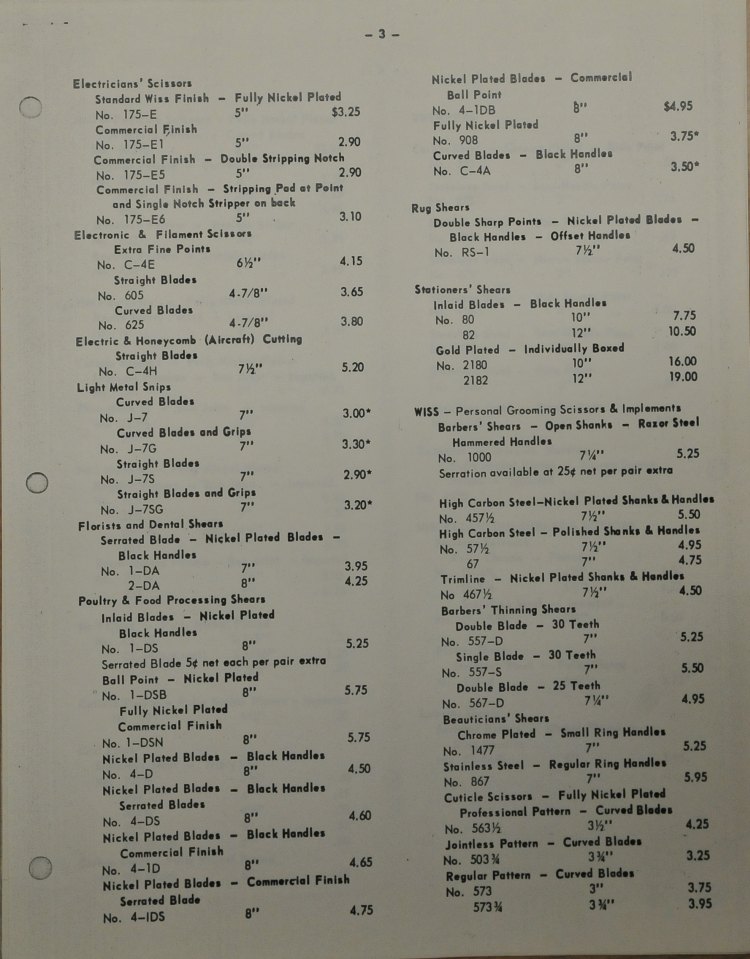 - 3 -
Electricians' Scissors
Standard Wiss Finish - Fully Nickel Plated
No. 175-E 5" $3.25
Commercial Finish
No. 175-E1 5" 2.90
Commercial Finish - Double Stripping Notch
No. 175-E5 5" 2.90
Commercial Finish - Stripping Pad at Point
and Single Notch Stripper on back
No. 175-E6 5" 3.10
Electronic & Filament Scissors
Extra Fine Points
No. C-4E 6½" 4.15
Straight Blades
No. 605 4-7/8" 3.65
Curved Blades
No. 625 4-7/8" 3.80
Electric & Honeycomb (Aircraft) Cutting
Straight Blades
No. C-4H 7½" 5.20
Light Metal Snips
Curved Blades
No. J-7 7" 3.00*
Curved Blades and Grips
No. J-7G 7" 3.30*
Straight Blades
No. J-7S 7" 2.90*
Straight Blades and Grips
No. J-7SG 7" 3.20*
Florists and Dental Shears
Serrated Blade - Nickel Plated Blades -
Black Handles
No. 1-DA 7" 3.95
2-DA 8" 4.25
Poultry & Food Processing Shears
Inlaid Blades - Nickel Plated
Black Handles
No. 1-DS 8" 5.25
Serrated Blade 5¢ net each per pair extra
Ball Point - Nickel Plated
No. 1-DSB 8" 5.75
Fully Nickel Plated
Commercial Finish
No. 1-DSN 8" 5.75
Nickel Plated Blades - Black Handles
No. 4-D 8" 4.50
Nickel Plated Blades - Black Handles
Serrated Blades
No. 4-DS 8" 4.60
Nickel Plated Blades - Black Handles
Commercial Finish
No. 4-1D 8" 4.65
Nickel Plated Blades - Commercial Finish
Serrated Blade
No. 4-IDS 8" 4.75
Nickel Plated Blades - Commercial
Ball Point
No. 4-1DB 8" $4.95
Fully Nickel Plated
No. 908 8" 3.75*
Curved Blades - Black Handles
No. C-4A 8" 3.50*
Rug Shears
Double Sharp Points - Nickel Plated Blades -
Black Handles - Offset Handles
No. RS-1 7½" 4.50
Stationers' Shears
Inlaid Blades - Black Handles
No. 80 10" 7.75
82 12" 10.50
Gold Plated - Individually Boxed
No. 2180 10" 16.00
2182 12" 19.00
WISS - Personal Grooming Scissors & Implements
Barbers' Shears - Open Shanks - Razor Steel
Hammered Handles
No. 1000 7¼" 5.25
Serration available at 25¢ net per pair extra
High Carbon Steel-Nickel Plated Shanks & Handles
No. 457½ 7½" 5.50
High Carbon Steel - Polished Shanks & Handles
No. 57½ 7½" 4.95
67 7" 4.75
Trimline - Nickel Plated Shanks & Handles
No 467½ 7½" 4.50
Barbers' Thinning Shears
Double Blade - 30 Teeth
No. 557-D 7" 5.25
Single Blade - 30 Teeth
No. 557-S 7" 5.50
Double Blade - 25 Teeth
No. 567-D 7¼" 4.95
Beauticians' Shears
Chrome Plated - Small Ring Handles
No. 1477 7" 5.25
Stainless Steel - Regular Ring Handles
No. 867 7" 5.95
Cuticle Scissors - Fully Nickel Plated
Professional Pattern - Curved Blades
No. 563½ 3½" 4.25
Jointless Pattern - Curved Blades
No. 503¾ 3¾" 3.25
Regular Pattern - Curved Blades
No. 573 3" 3.75
573¾ 3¾" 3.95